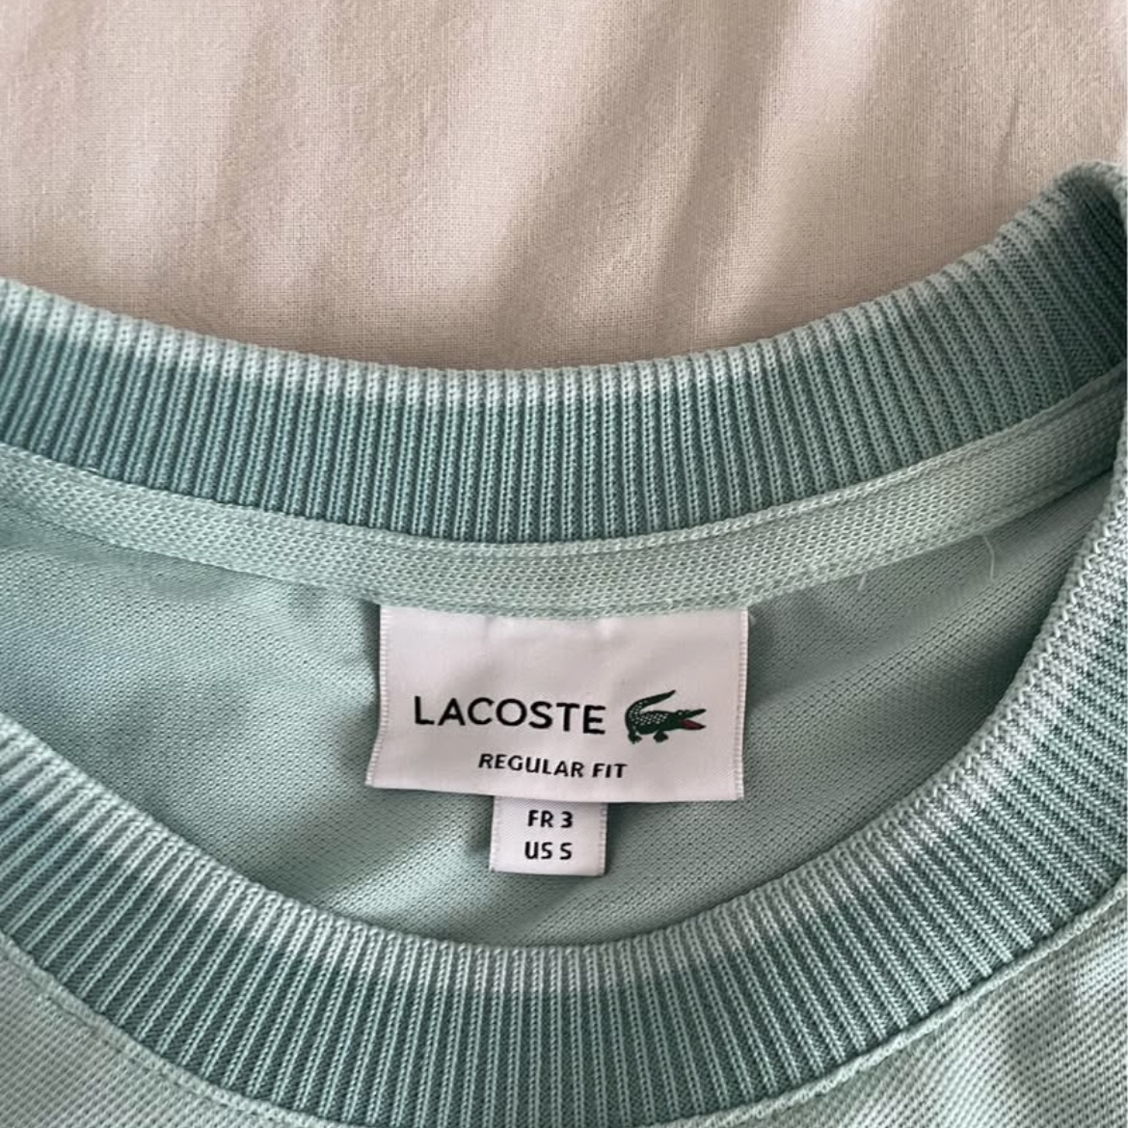 LACOSTE
REGULAR FIT
FR 3
US S